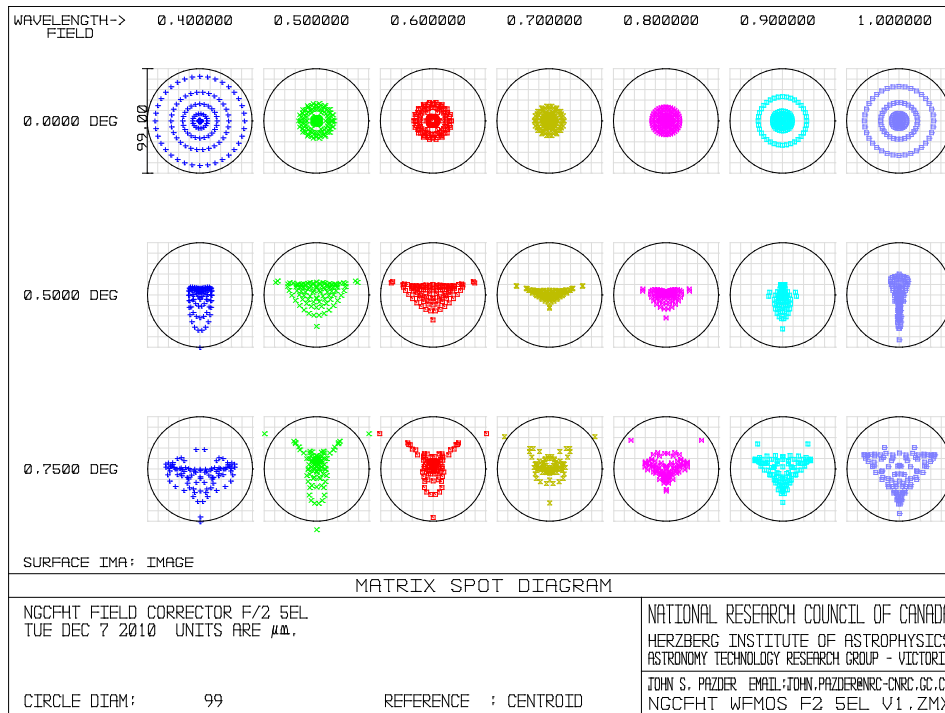 WAVELENGTH-> 0.400000 0.500000 0.600000 0.700000 0.800000 0.900000 1.000000
FIELD
0.0000 DEG
99.00
0.5000 DEG
0.7500 DEG
SURFACE IMA: IMAGE
MATRIX SPOT DIAGRAM
NGCFHT FIELD CORRECTOR F/2 5EL
TUE DEC 7 2010 UNITS ARE µm.
CIRCLE DIAM: 99 REFERENCE : CENTROID
NATIONAL RESEARCH COUNCIL OF CANADA
HERZBERG INSTITUTE OF ASTROPHYSICS
ASTRONOMY TECHNOLOGY RESEARCH GROUP - VICTORI
JOHN S. PAZDER EMAIL:JOHN.PAZDER@NRC-CNRC.GC.C
NGCFHT WFMOS F2 5EL V1.ZMX